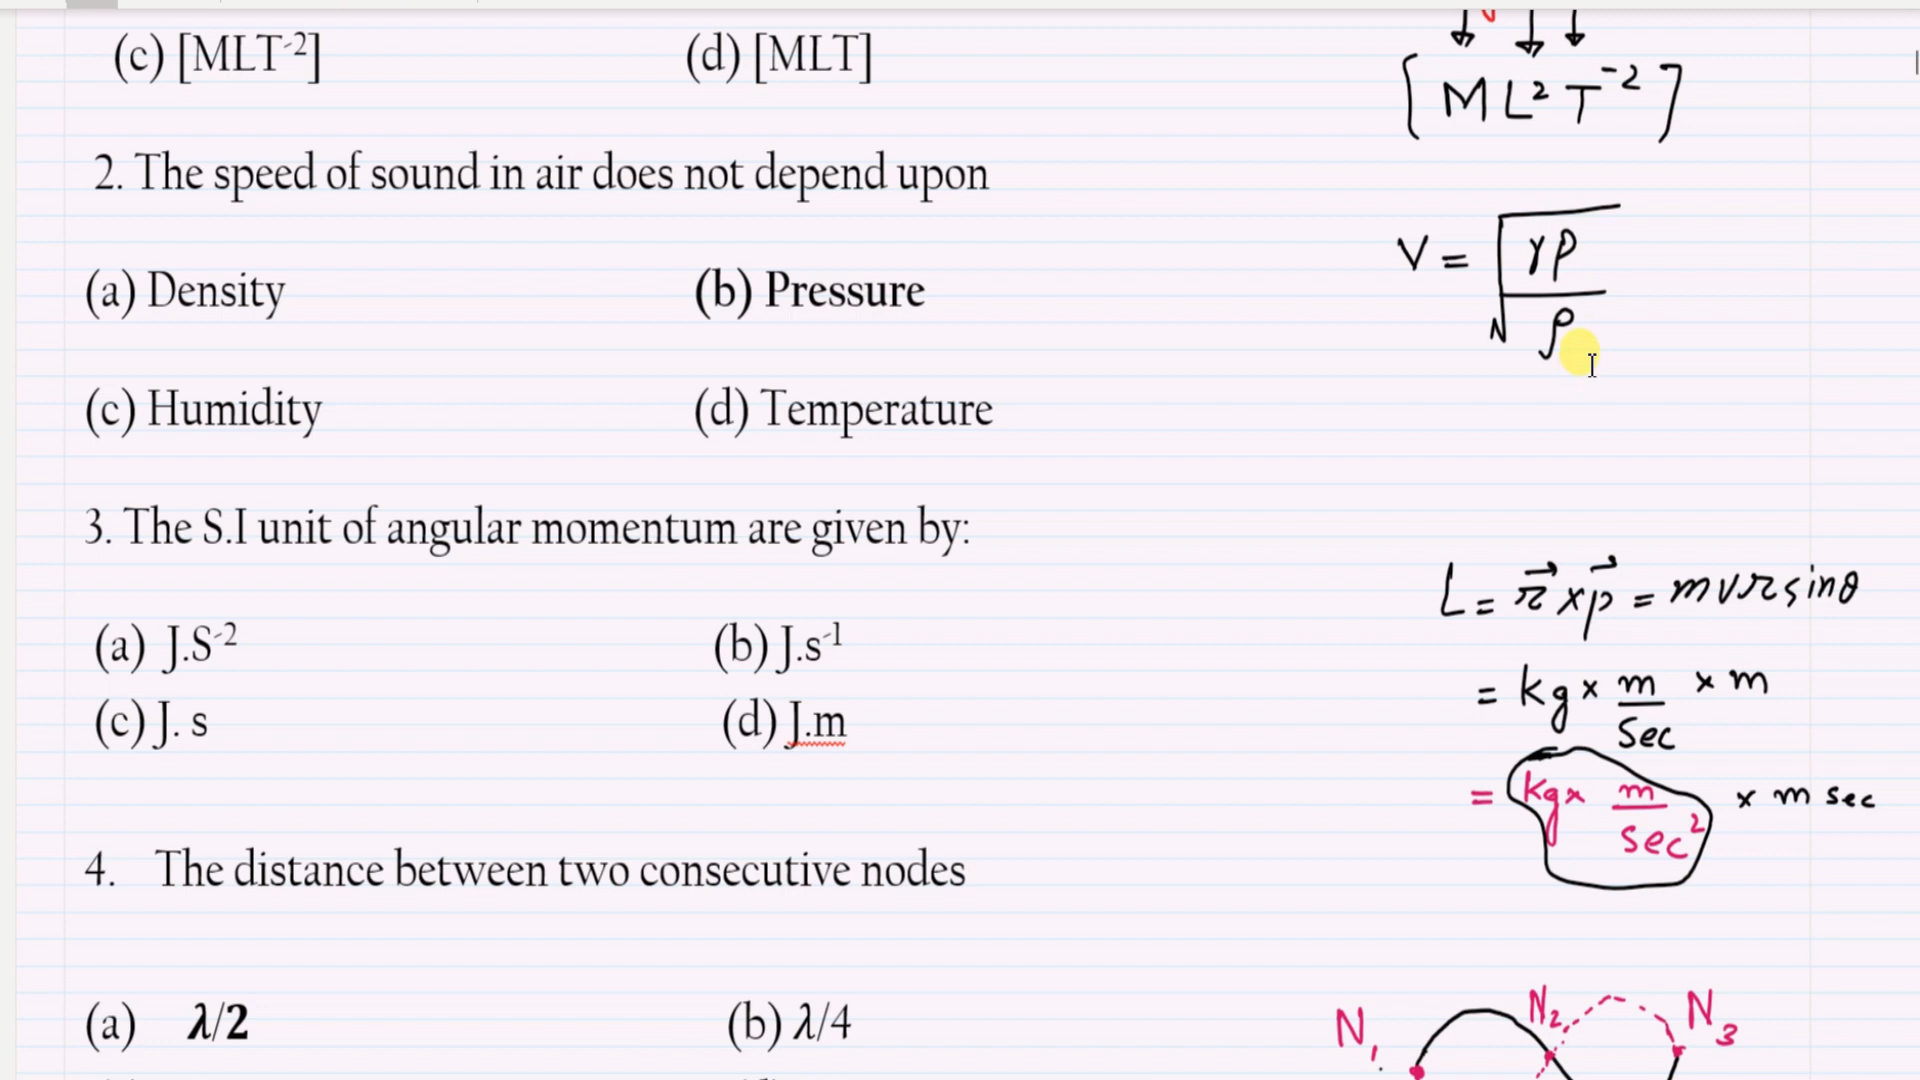 (c) [MLT-2] (d) [MLT]
[ML²T⁻²]
2. The speed of sound in air does not depend upon
V = √(γP/ρ)
(a) Density (b) Pressure
(c) Humidity (d) Temperature
3. The S.I unit of angular momentum are given by:
L = r⃗ × p⃗ = mvr sinθ
(a) J.S-2 (b) J.s-1
= kg × m/Sec × m
(c) J. s (d) J.m
= kg × m/sec² × m sec
4. The distance between two consecutive nodes
(a) λ/2 (b) λ/4
N₁ N₂ N₃